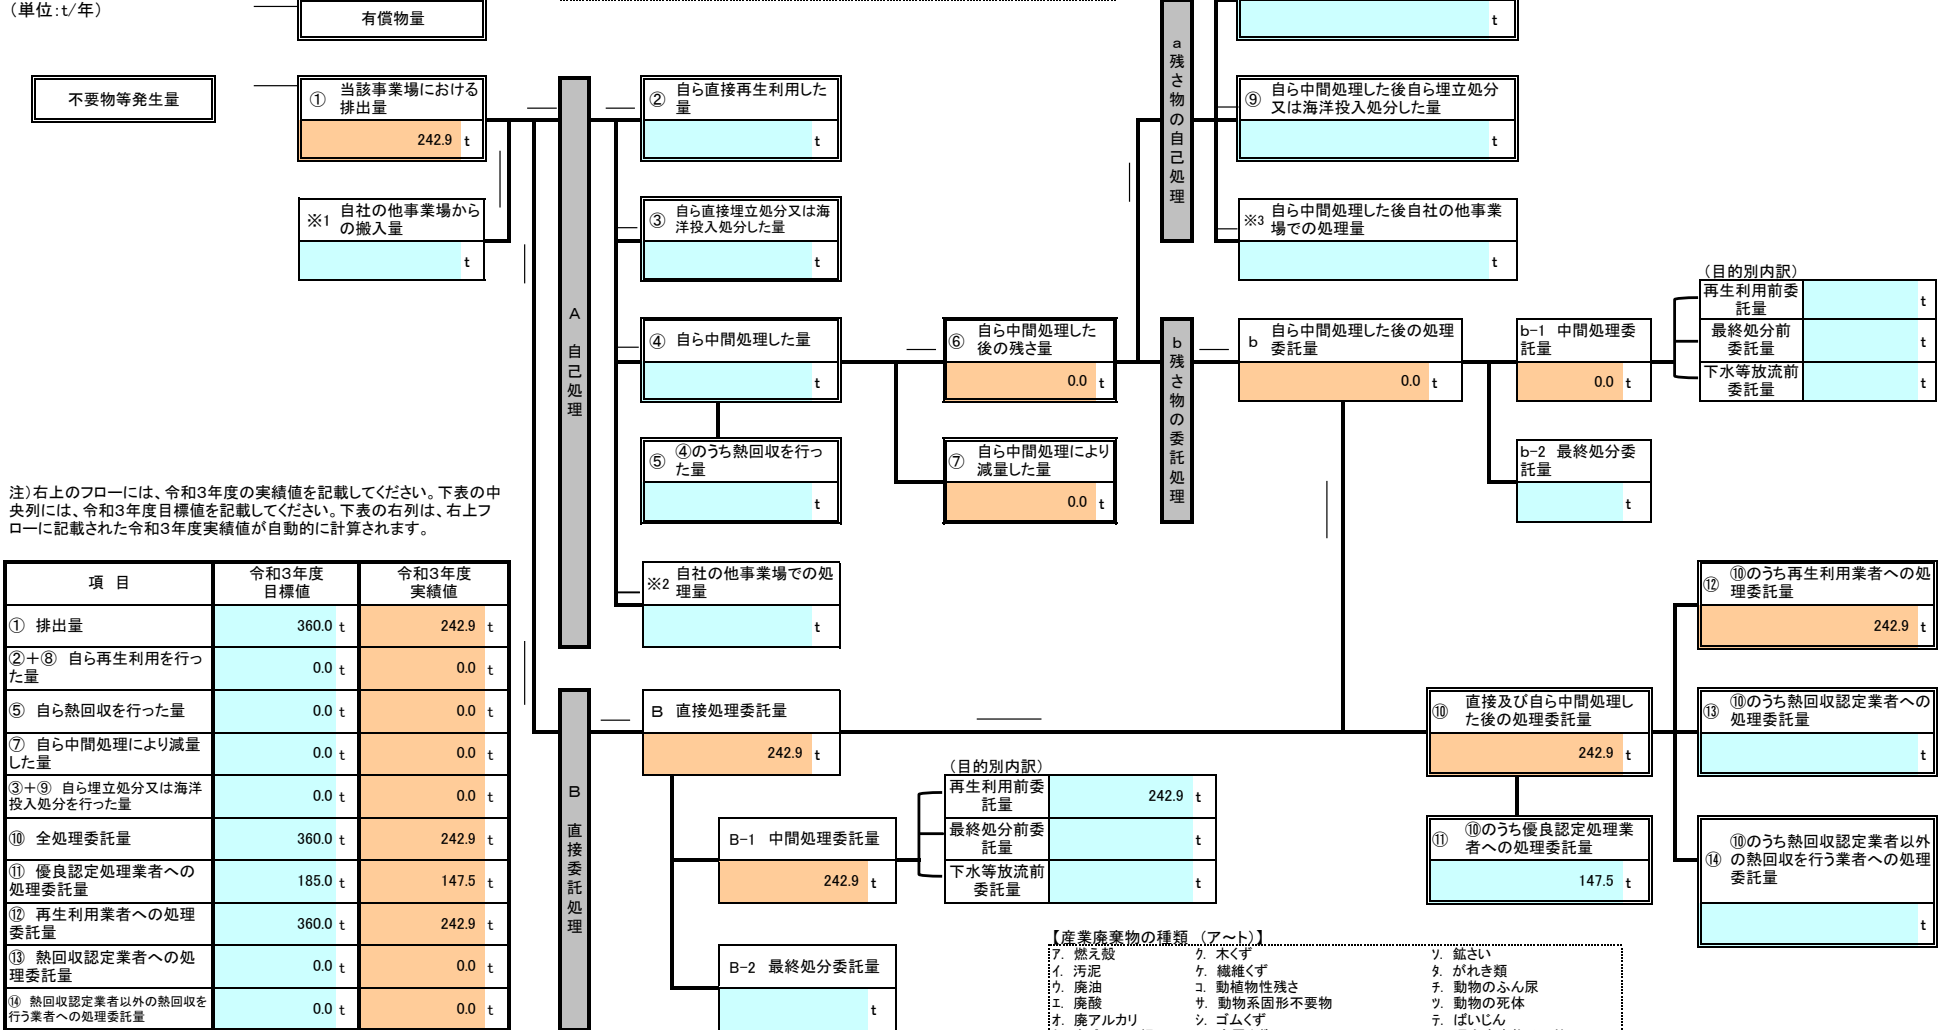 （単位:t/年）
有償物量
t
不要物等発生量
① 当該事業場における
排出量
242.9 t
※1 自社の他事業場から
の搬入量
t
A 自己処理
② 自ら直接再生利用した
量
t
③ 自ら直接埋立処分又は海
洋投入処分した量
t
④ 自ら中間処理した量
t
⑤ ④のうち熱回収を行っ
た量
t
※2 自社の他事業場での処
理量
t
⑥ 自ら中間処理した
後の残さ量
0.0 t
⑦ 自ら中間処理により
減量した量
0.0 t
a 残さ物の自己処理
⑨ 自ら中間処理した後自ら埋立処分
又は海洋投入処分した量
t
※3 自ら中間処理した後自社の他事業
場での処理量
t
b 残さ物の委託処理
b 自ら中間処理した後の処理
委託量
0.0 t
b-1 中間処理委
託量
0.0 t
b-2 最終処分委
託量
t
（目的別内訳）
再生利用前委
託量
t
最終処分前
委託量
t
下水等放流前
委託量
t
注）右上のフローには、令和3年度の実績値を記載してください。下表の中
央列には、令和3年度目標値を記載してください。下表の右列は、右上フ
ローに記載された令和3年度実績値が自動的に計算されます。
項 目 令和3年度
目標値 令和3年度
実績値
① 排出量 360.0 t 242.9 t
②＋⑧ 自ら再生利用を行っ
た量 0.0 t 0.0 t
⑤ 自ら熱回収を行った量 0.0 t 0.0 t
⑦ 自ら中間処理により減量
した量 0.0 t 0.0 t
③＋⑨ 自ら埋立処分又は海洋
投入処分を行った量 0.0 t 0.0 t
⑩ 全処理委託量 360.0 t 242.9 t
⑪ 優良認定処理業者への
処理委託量 185.0 t 147.5 t
⑫ 再生利用業者への処理
委託量 360.0 t 242.9 t
⑬ 熱回収認定業者への処
理委託量 0.0 t 0.0 t
⑭ 熱回収認定業者以外の熱回収を
行う業者への処理委託量 0.0 t 0.0 t
B 直接委託処理
B 直接処理委託量
242.9 t
B-1 中間処理委託量
242.9 t
B-2 最終処分委託量
t
（目的別内訳）
再生利用前委
託量
242.9 t
最終処分前委
託量
t
下水等放流前
委託量
t
⑩ 直接及び自ら中間処理し
た後の処理委託量
242.9 t
⑪ ⑩のうち優良認定処理業
者への処理委託量
147.5 t
⑫ ⑩のうち再生利用業者への処
理委託量
242.9 t
⑬ ⑩のうち熱回収認定業者への
処理委託量
t
⑭ ⑩のうち熱回収認定業者以外
の熱回収を行う業者への処理
委託量
t
【産業廃棄物の種類 （ア～ト）】
ア. 燃え殻 ク. 木くず ソ. 鉱さい
イ. 汚泥 ケ. 繊維くず タ. がれき類
ウ. 廃油 コ. 動植物性残さ チ. 動物のふん尿
エ. 廃酸 サ. 動物系固形不要物 ツ. 動物の死体
オ. 廃アルカリ シ. ゴムくず テ. ばいじん